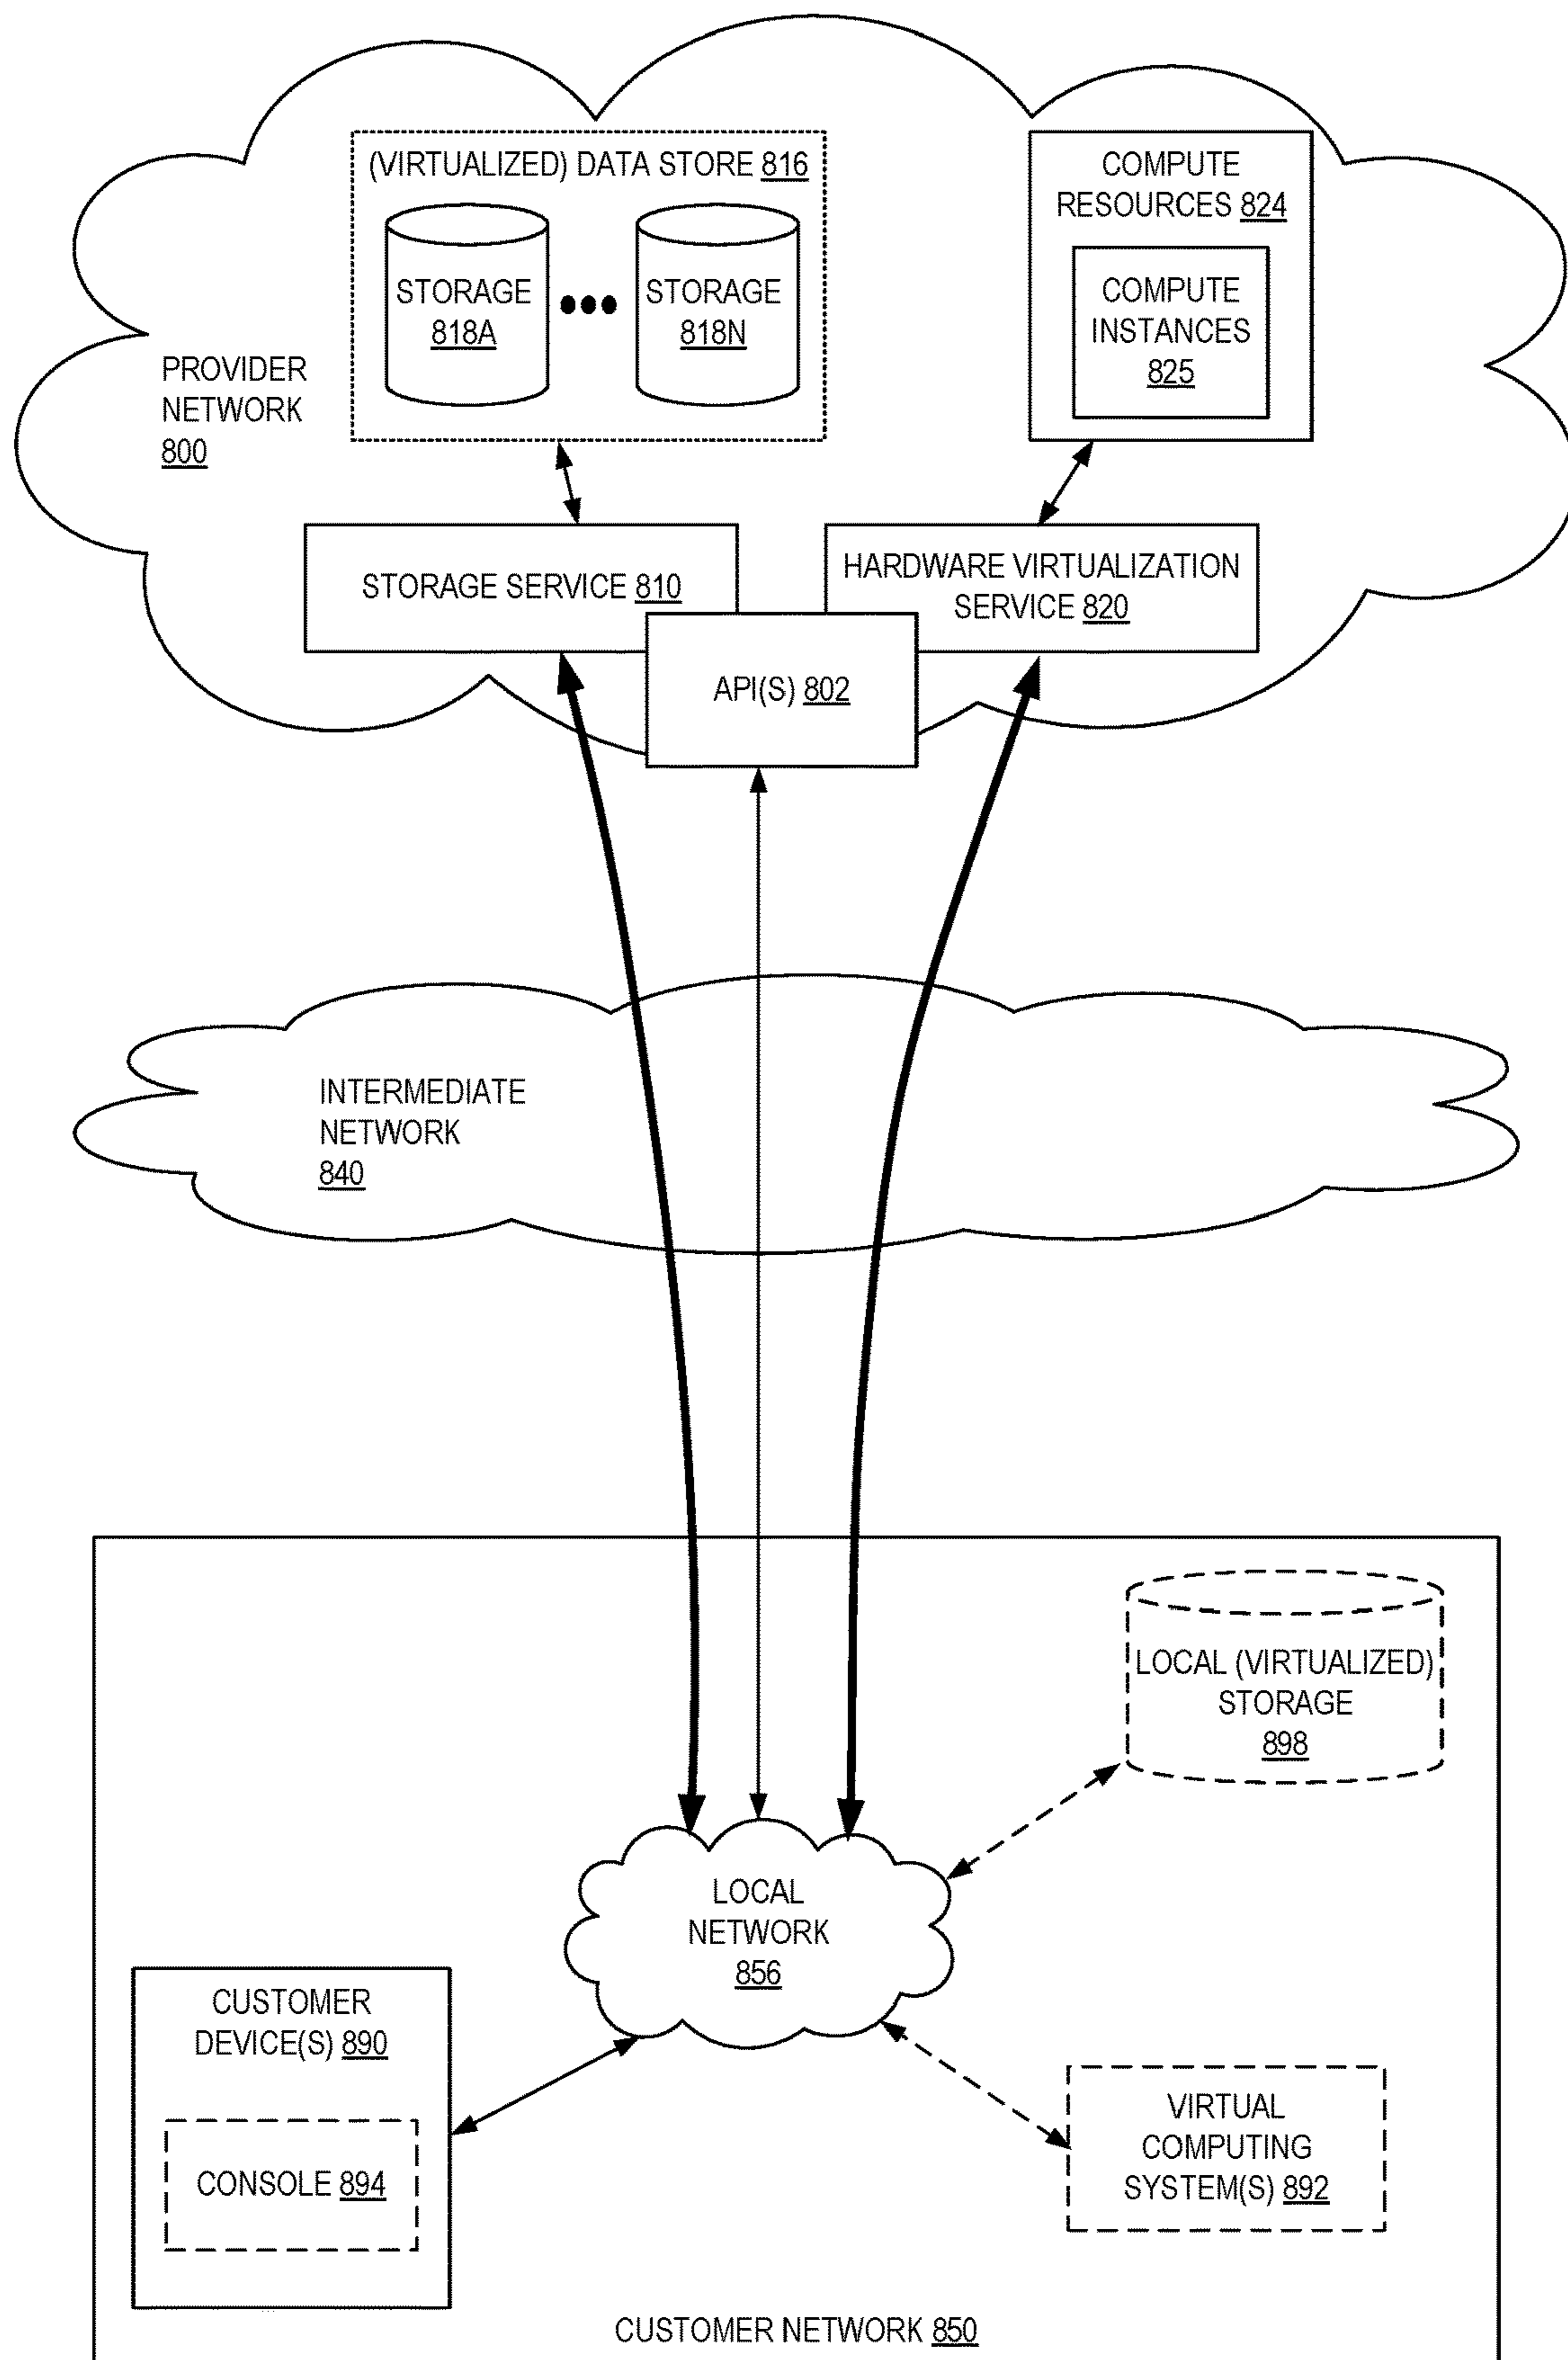 (VIRTUALIZED) DATA STORE 816
STORAGE
818A
STORAGE
818N
COMPUTE
RESOURCES 824
COMPUTE
INSTANCES
825
PROVIDER
NETWORK
800
STORAGE SERVICE 810
HARDWARE VIRTUALIZATION
SERVICE 820
API(S) 802
INTERMEDIATE
NETWORK
840
LOCAL (VIRTUALIZED)
STORAGE
898
LOCAL
NETWORK
856
CUSTOMER
DEVICE(S) 890
CONSOLE 894
VIRTUAL
COMPUTING
SYSTEM(S) 892
CUSTOMER NETWORK 850